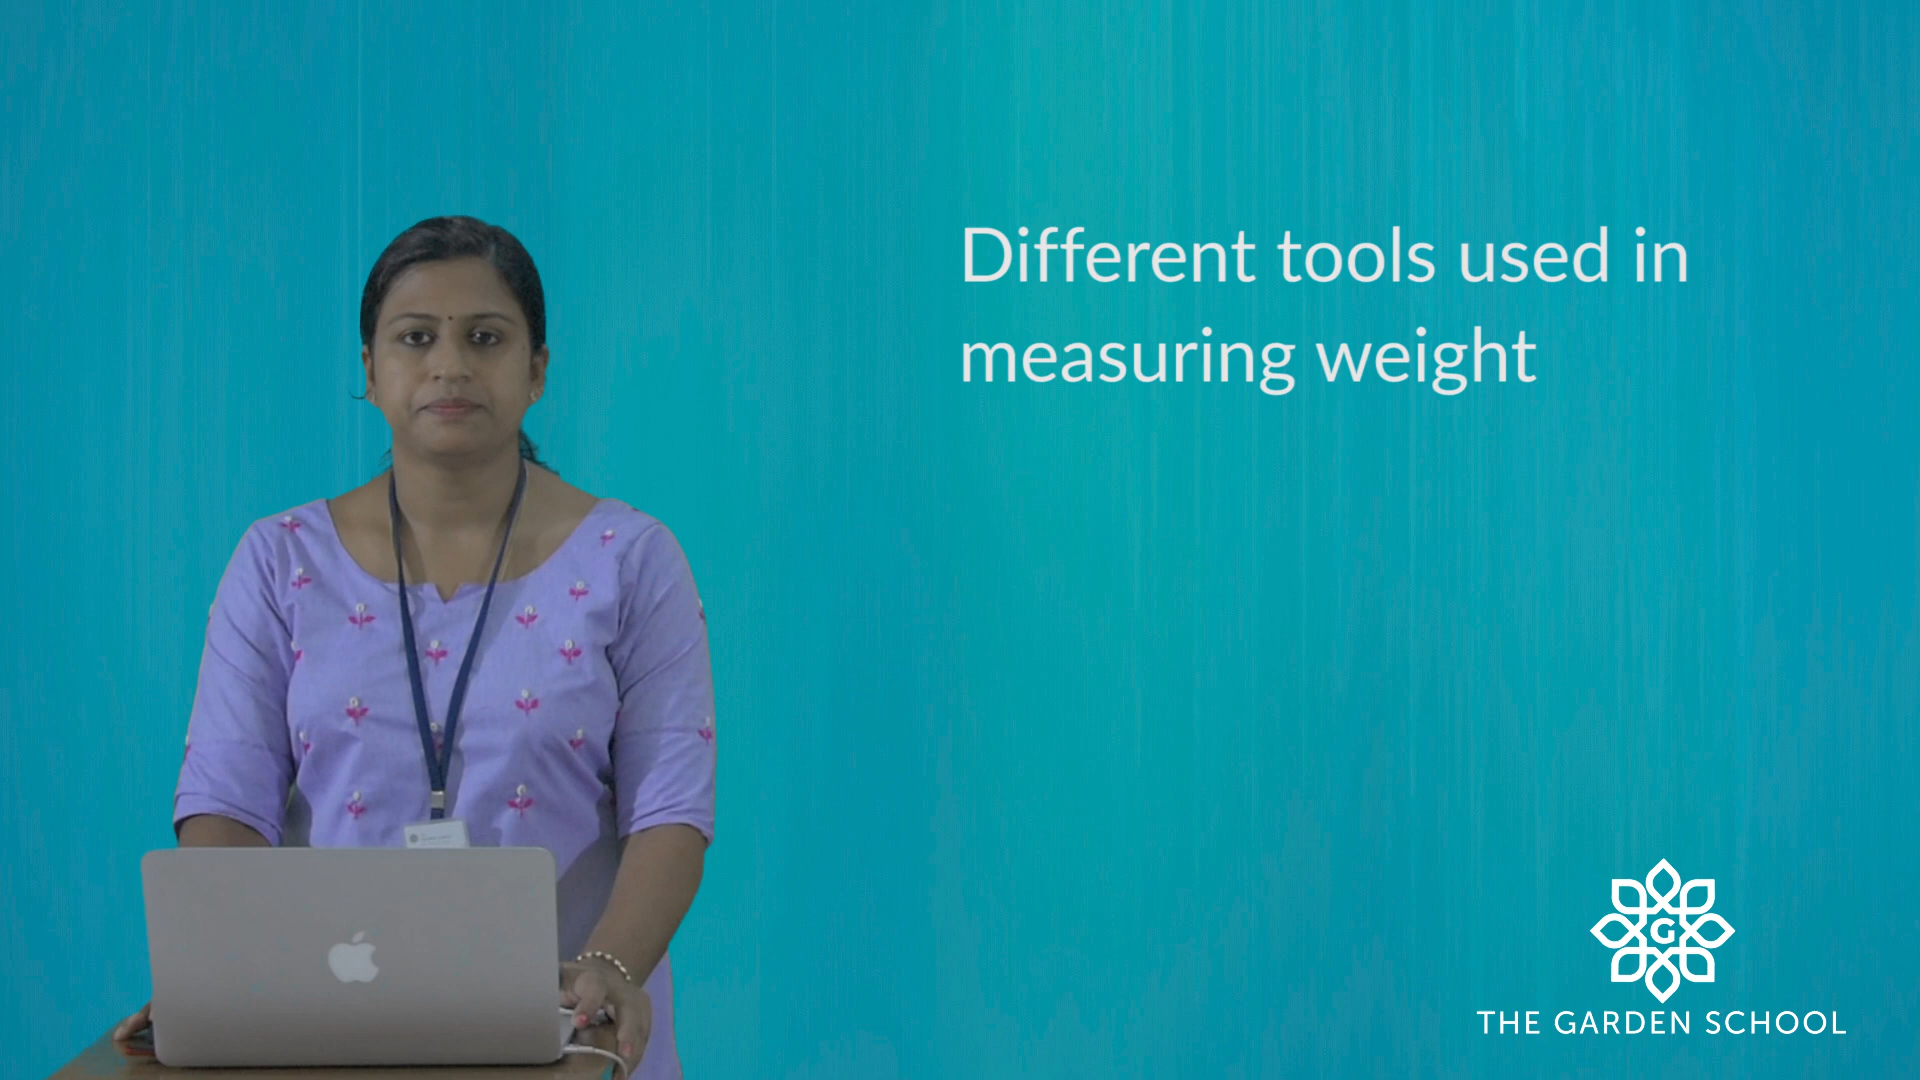 Different tools used in
measuring weight
G
THE GARDEN SCHOOL